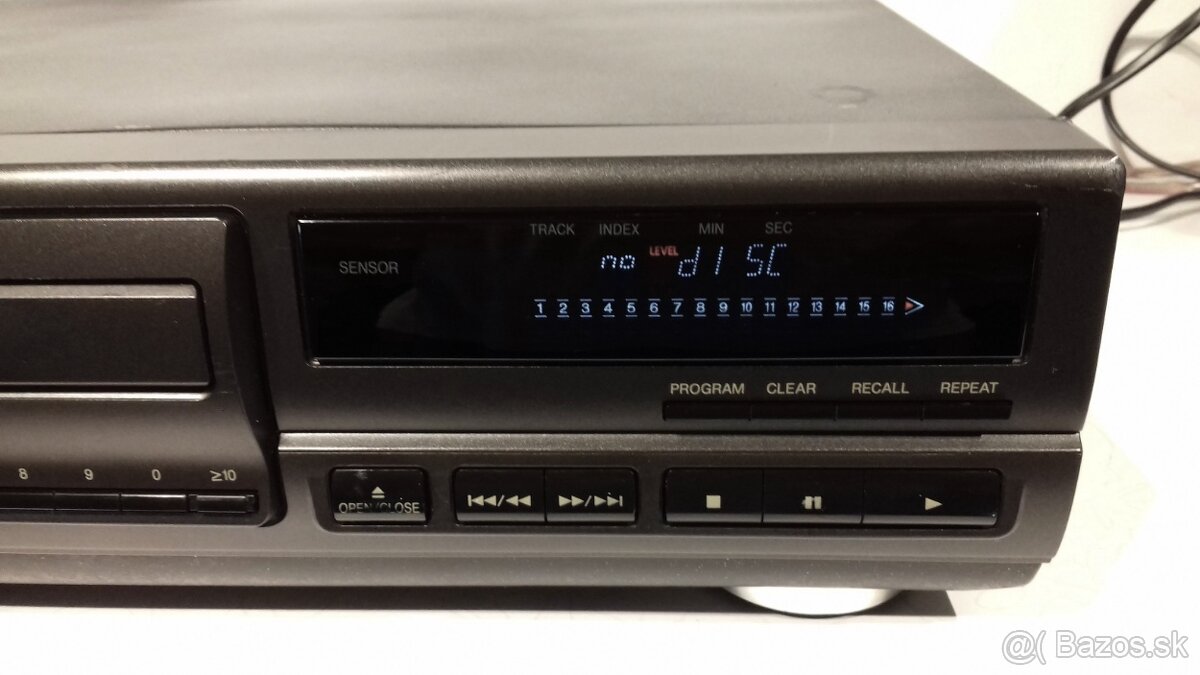 TRACK INDEX MIN SEC
SENSOR
LEVEL
no dISC
1 2 3 4 5 6 7 8 9 10 11 12 13 14 15 16
PROGRAM CLEAR RECALL REPEAT
8 9 0 ≥10
OPEN/CLOSE
@( Bazos.sk